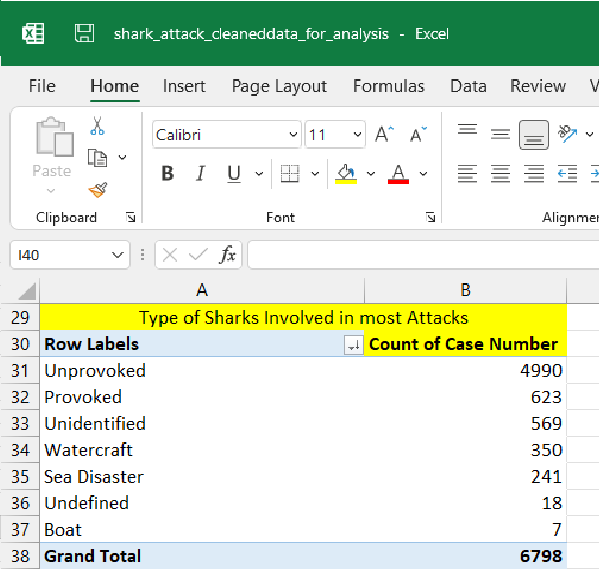 shark_attack_cleaneddata_for_analysis - Excel
File Home Insert Page Layout Formulas Data Review V
Paste
Calibri 11 A A
B I U A
Clipboard Font Alignme
I40 fx
A B
29 Type of Sharks Involved in most Attacks
30 Row Labels Count of Case Number
31 Unprovoked 4990
32 Provoked 623
33 Unidentified 569
34 Watercraft 350
35 Sea Disaster 241
36 Undefined 18
37 Boat 7
38 Grand Total 6798